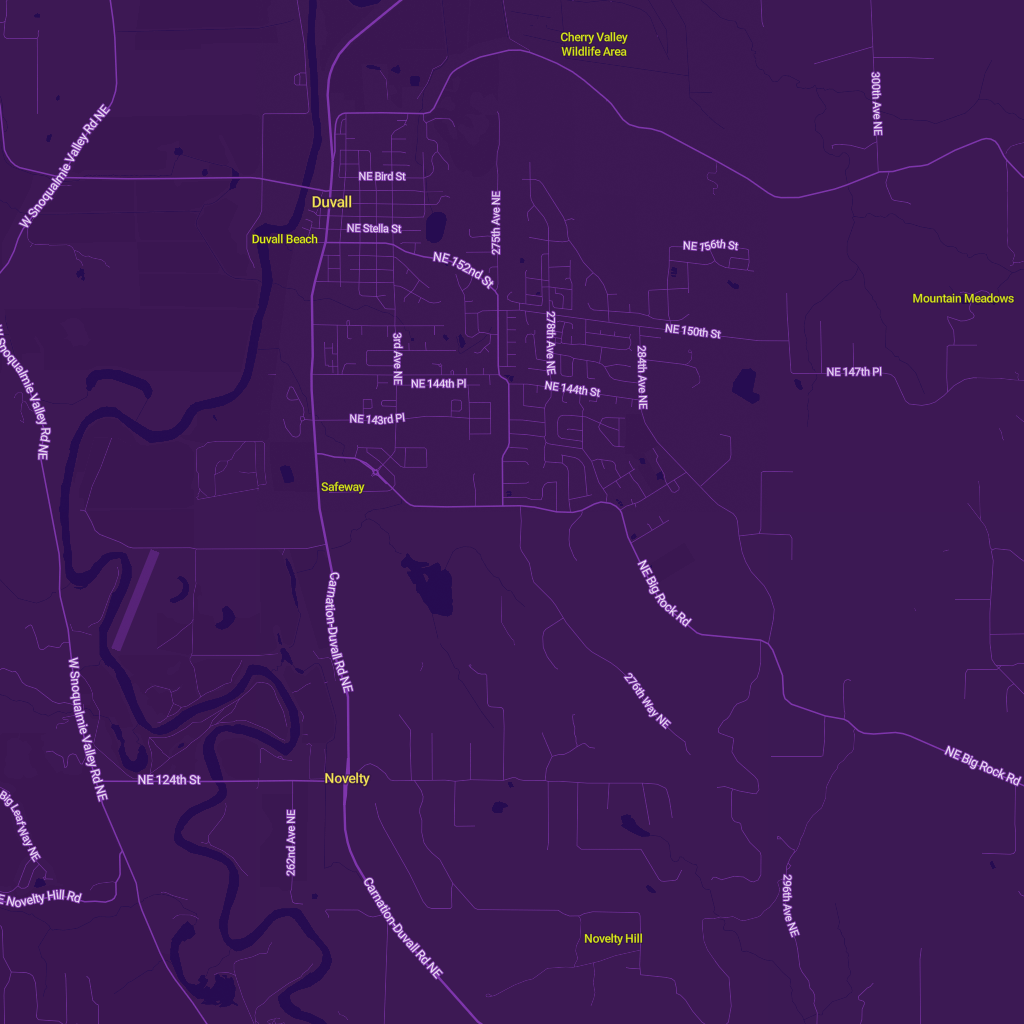 Cherry Valley
Wildlife Area
300th Ave NE
W Snoqualmie Valley Rd NE
NE Bird St
Duvall
NE Stella St
275th Ave NE
Duvall Beach
NE 156th St
NE 152nd St
Mountain Meadows
NE 150th St
278th Ave NE
W Snoqualmie Valley Rd NE
3rd Ave NE
284th Ave NE
NE 147th Pl
NE 144th Pl
NE 144th St
NE 143rd Pl
Safeway
NE Big Rock Rd
Carnation-Duvall Rd NE
W Snoqualmie Valley Rd NE
276th Way NE
NE Big Rock Rd
NE 124th St
Novelty
Big Leaf Way NE
262nd Ave NE
E Novelty Hill Rd
296th Ave NE
Carnation-Duvall Rd NE
Novelty Hill